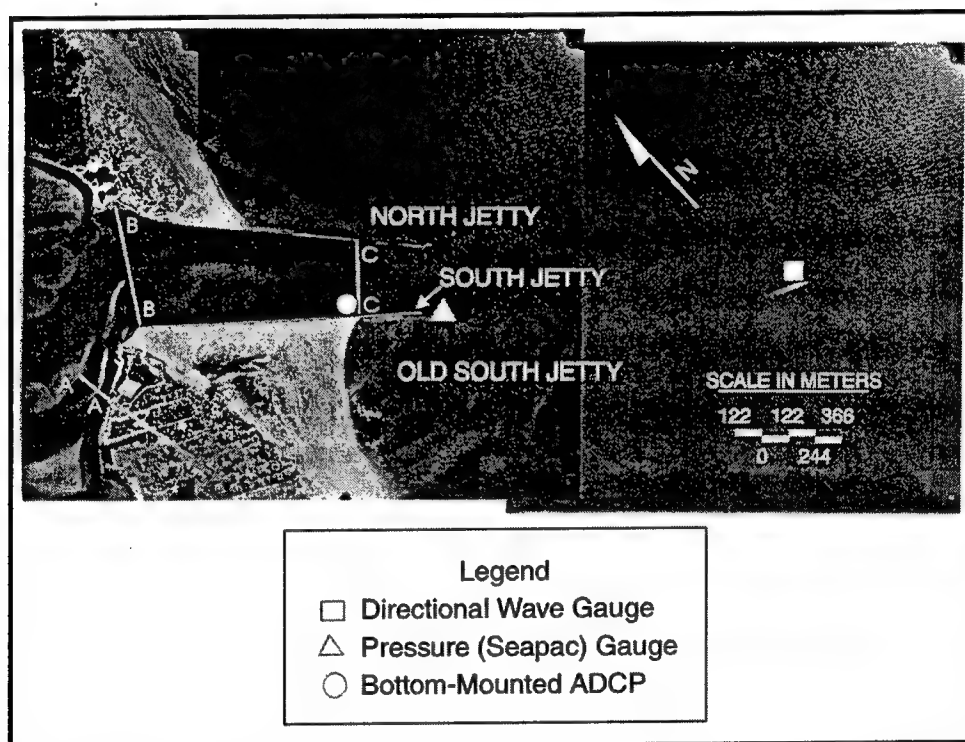 N
NORTH JETTY
B
C
SOUTH JETTY
B
C
A
OLD SOUTH JETTY
A
SCALE IN METERS
122 122 366
0 244
Legend
Directional Wave Gauge
Pressure (Seapac) Gauge
Bottom-Mounted ADCP